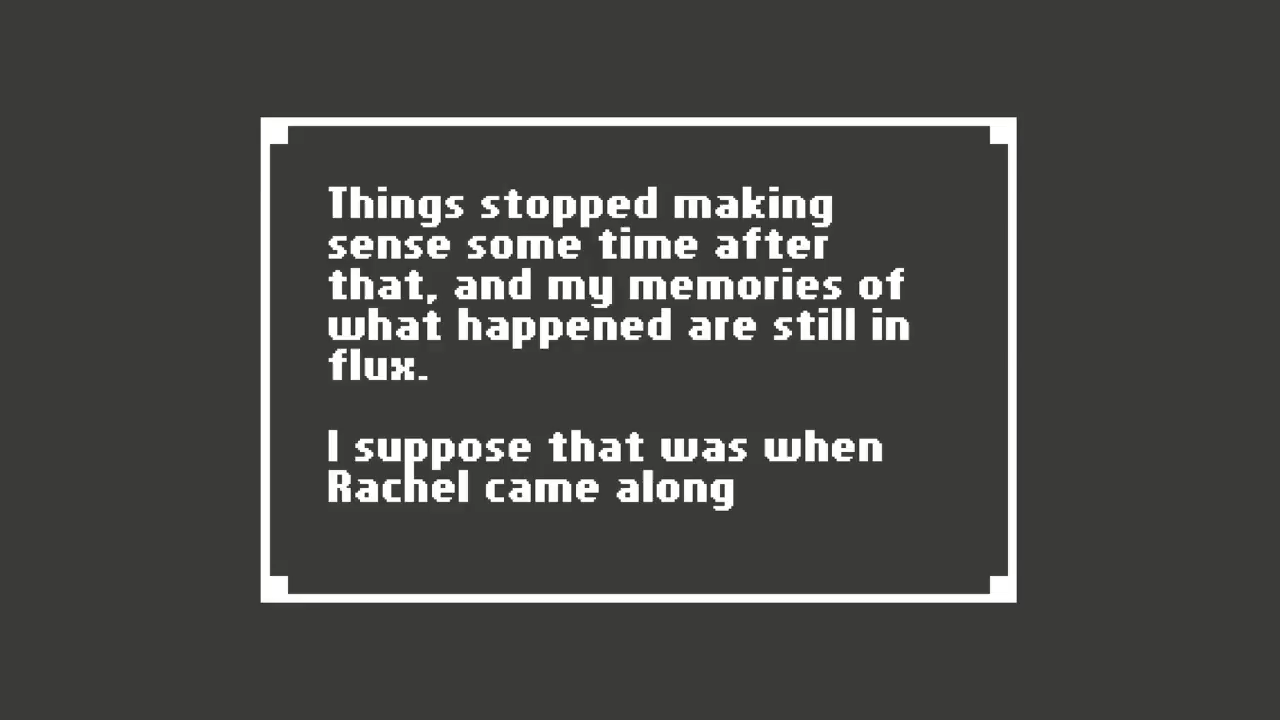 Things stopped making
sense some time after
that, and my memories of
what happened are still in
flux.
I suppose that was when
Rachel came along